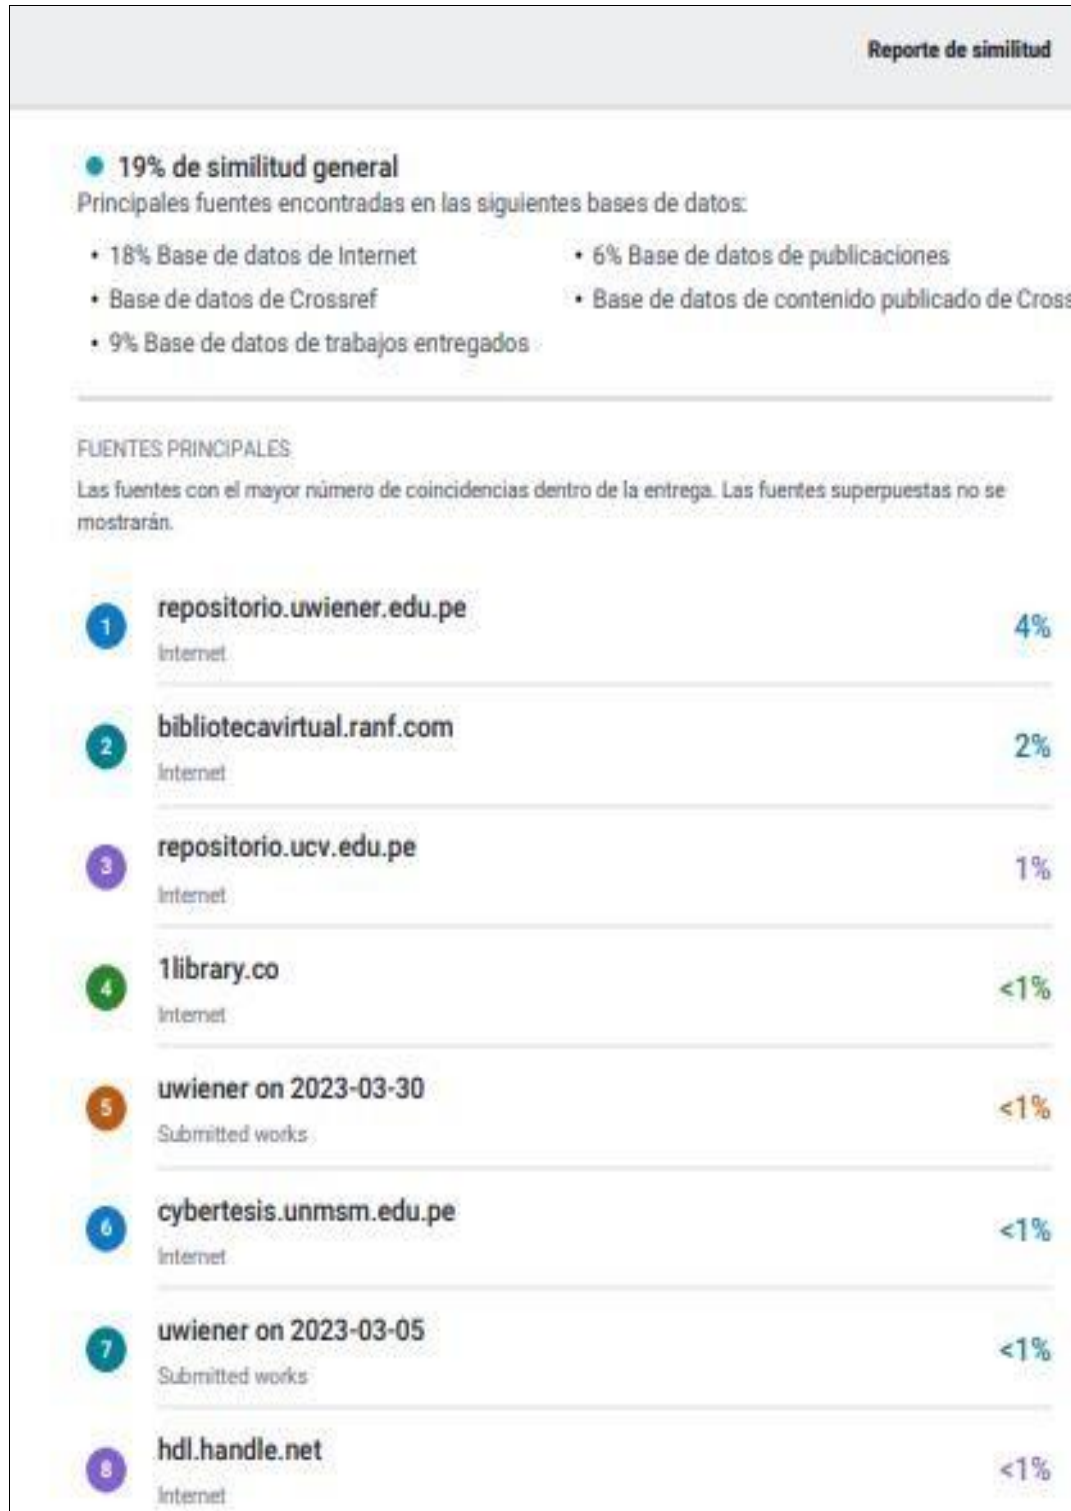 Reporte de similitud
19% de similitud general
Principales fuentes encontradas en las siguientes bases de datos:
• 18% Base de datos de Internet
• 6% Base de datos de publicaciones
• Base de datos de Crossref
• Base de datos de contenido publicado de Cross
• 9% Base de datos de trabajos entregados
FUENTES PRINCIPALES
Las fuentes con el mayor número de coincidencias dentro de la entrega. Las fuentes superpuestas no se
mostrarán.
1
repositorio.uwiener.edu.pe
Internet
4%
2
bibliotecavirtual.ranf.com
Internet
2%
3
repositorio.ucv.edu.pe
Internet
1%
4
1library.co
Internet
<1%
5
uwiener on 2023-03-30
Submitted works
<1%
6
cybertesis.unmsm.edu.pe
Internet
<1%
7
uwiener on 2023-03-05
Submitted works
<1%
8
hdl.handle.net
Internet
<1%